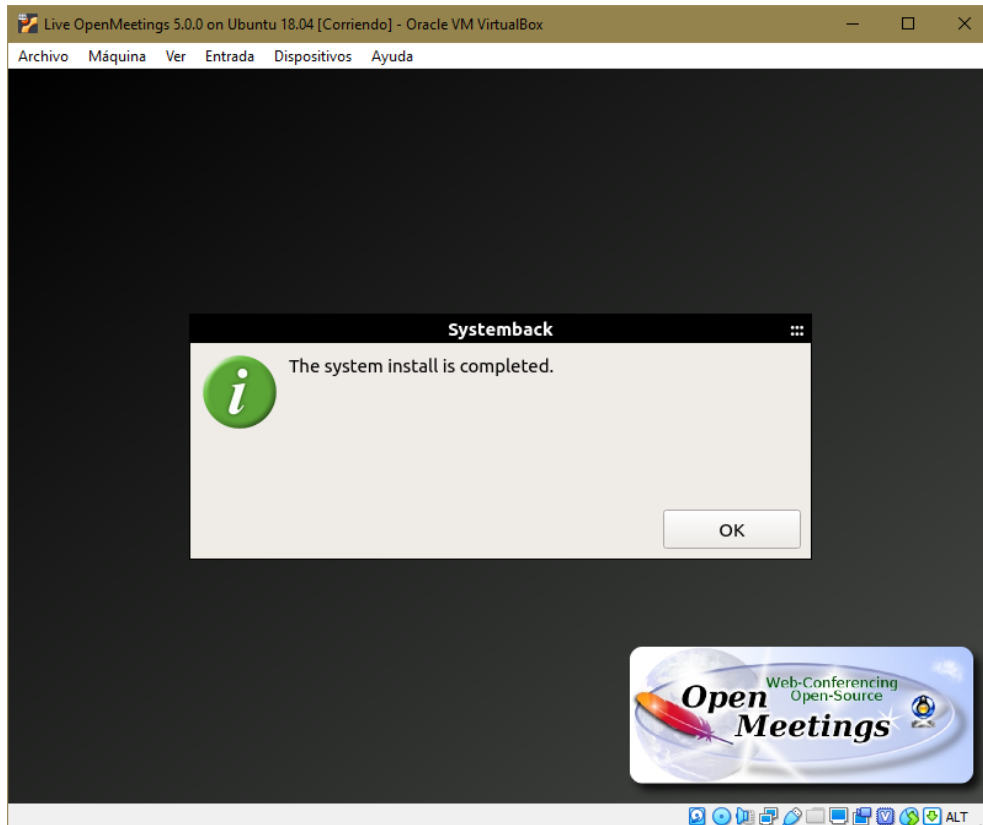 Live OpenMeetings 5.0.0 on Ubuntu 18.04 [Corriendo] - Oracle VM VirtualBox
Archivo Máquina Ver Entrada Dispositivos Ayuda
Systemback
The system install is completed.
OK
Web-Conferencing
Open-Source
Open
Meetings
ALT